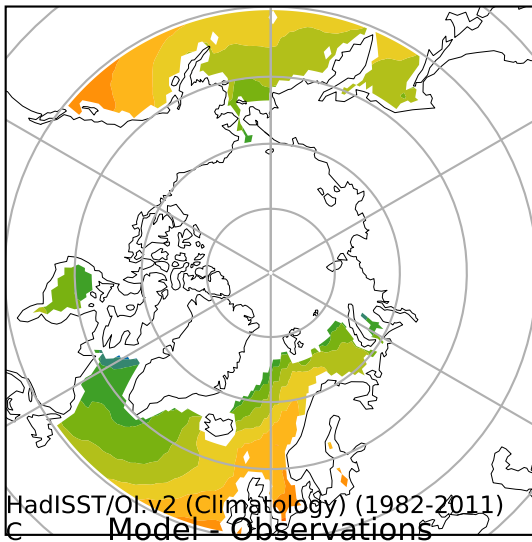 HadISST/OI.v2 (Climatology) (1982-2011)
C Model - Observations